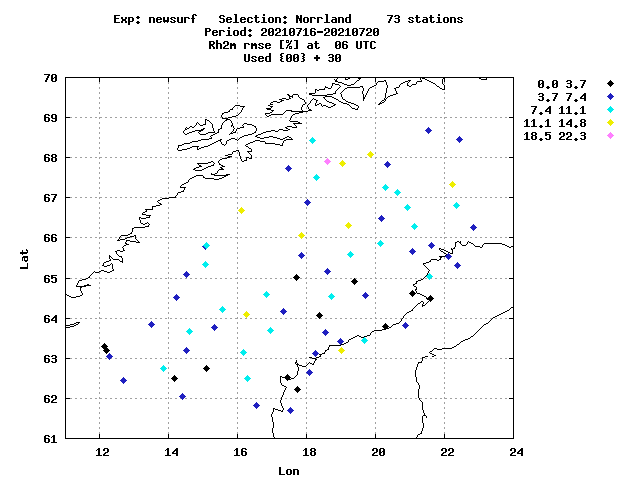 Exp: newsurf   Selection: Norrland     73 stations
Period: 20210716-20210720
Rh2m rmse [%] at  06 UTC
Used {00} + 30
0.0 3.7
3.7 7.4
7.4 11.1
11.1 14.8
18.5 22.3
70
69
68
67
66
65
64
63
62
61
Lat
12 14 16 18 20 22 24
Lon